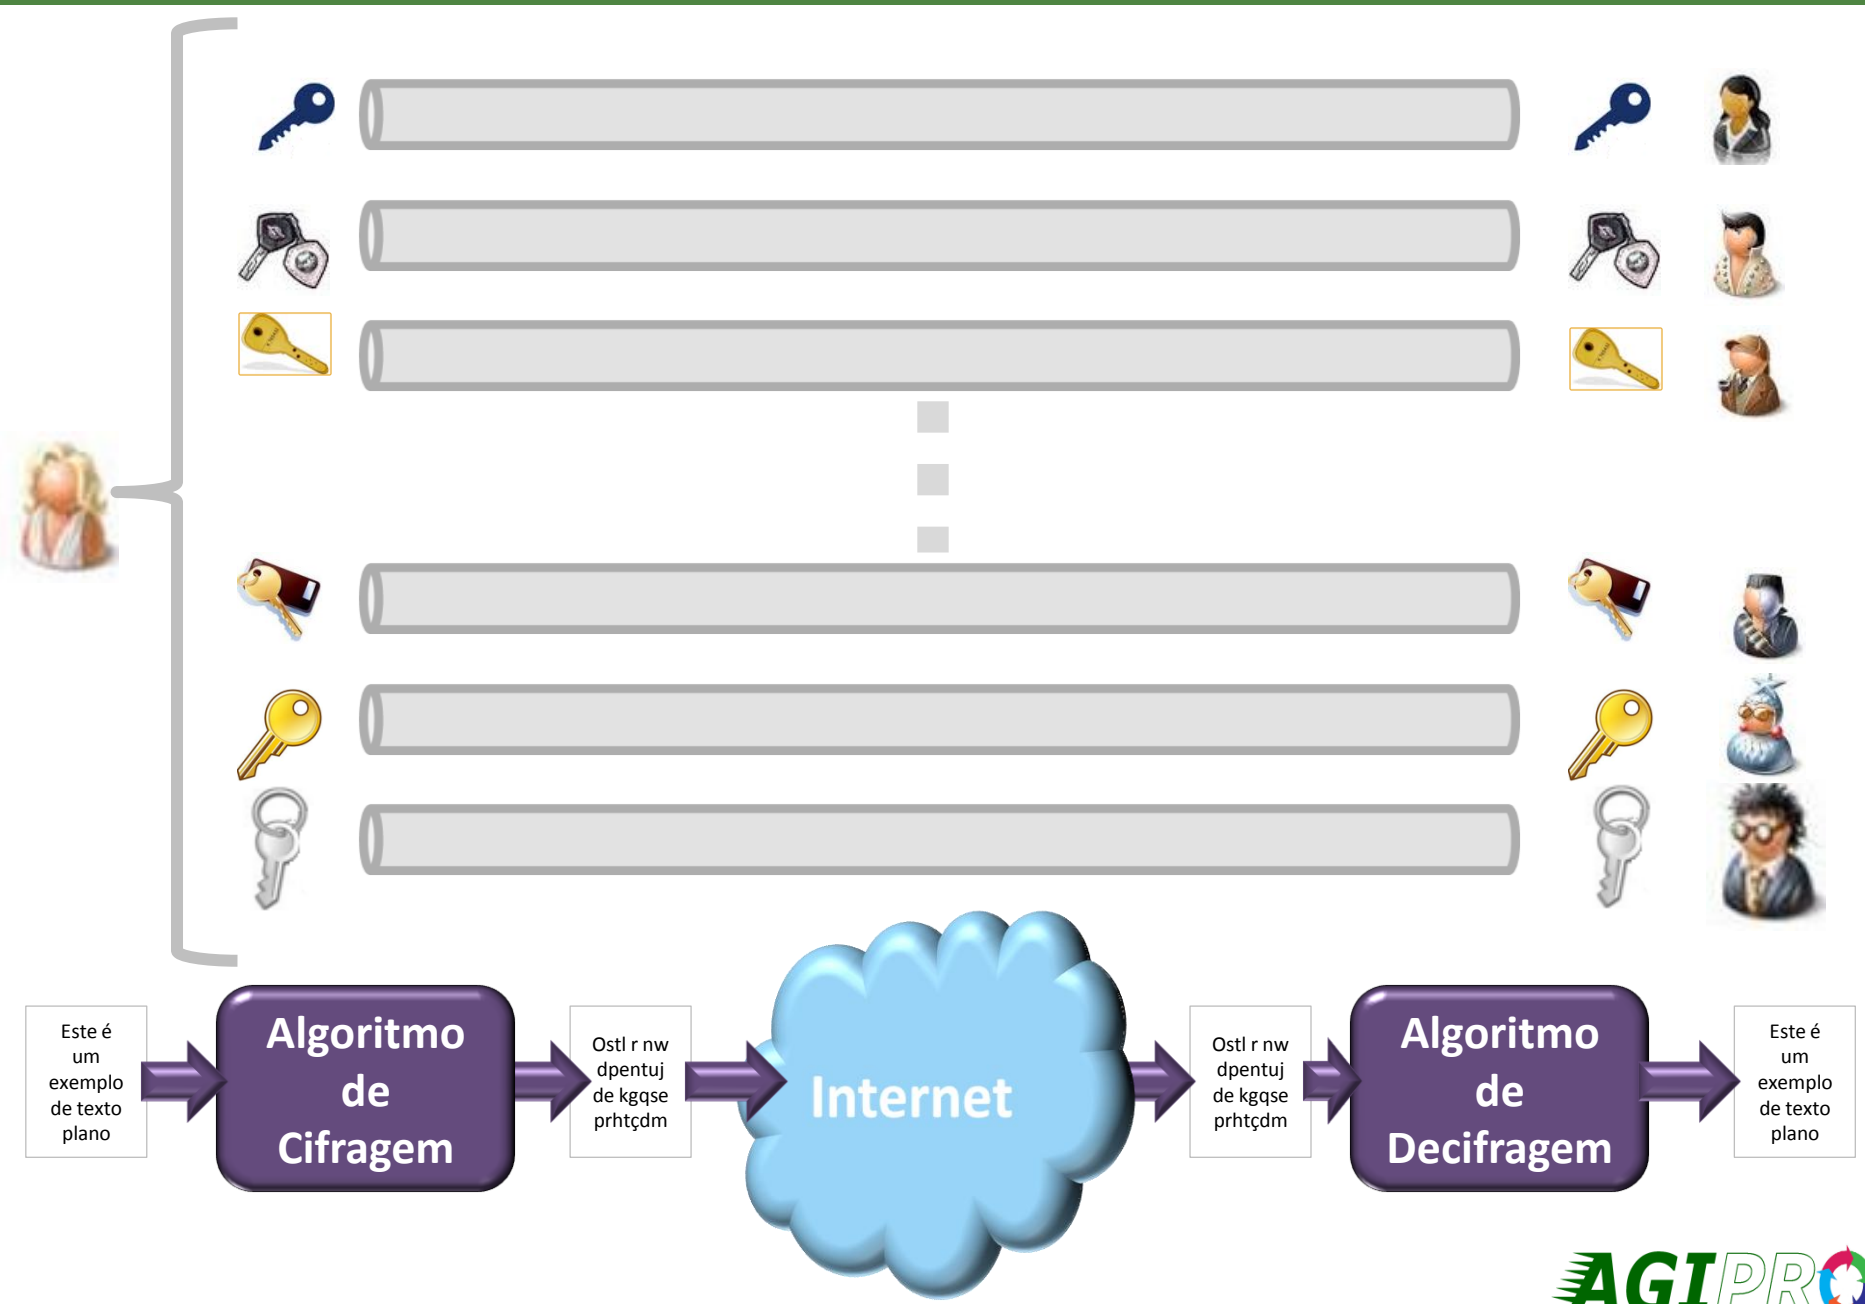 Este é
um
exemplo
de texto
plano
Algoritmo
de
Cifragem
Ostl r nw
dpentuj
de kgqse
prhtçdm
Internet
Ostl r nw
dpentuj
de kgqse
prhtçdm
Algoritmo
de
Decifragem
Este é
um
exemplo
de texto
plano
AGIPRO